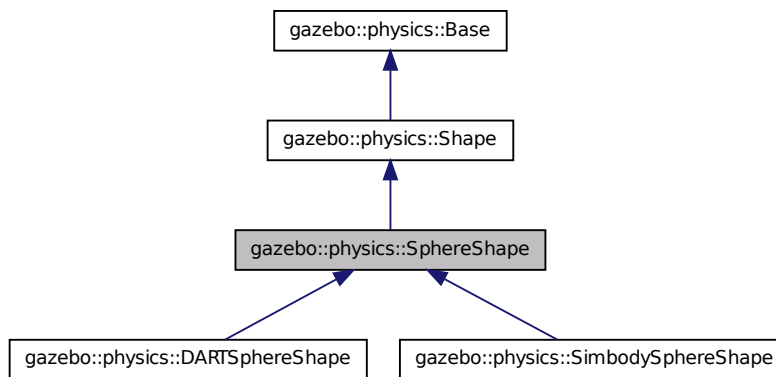 gazebo::physics::Base
gazebo::physics::Shape
gazebo::physics::SphereShape
gazebo::physics::DARTSphereShape
gazebo::physics::SimbodySphereShape